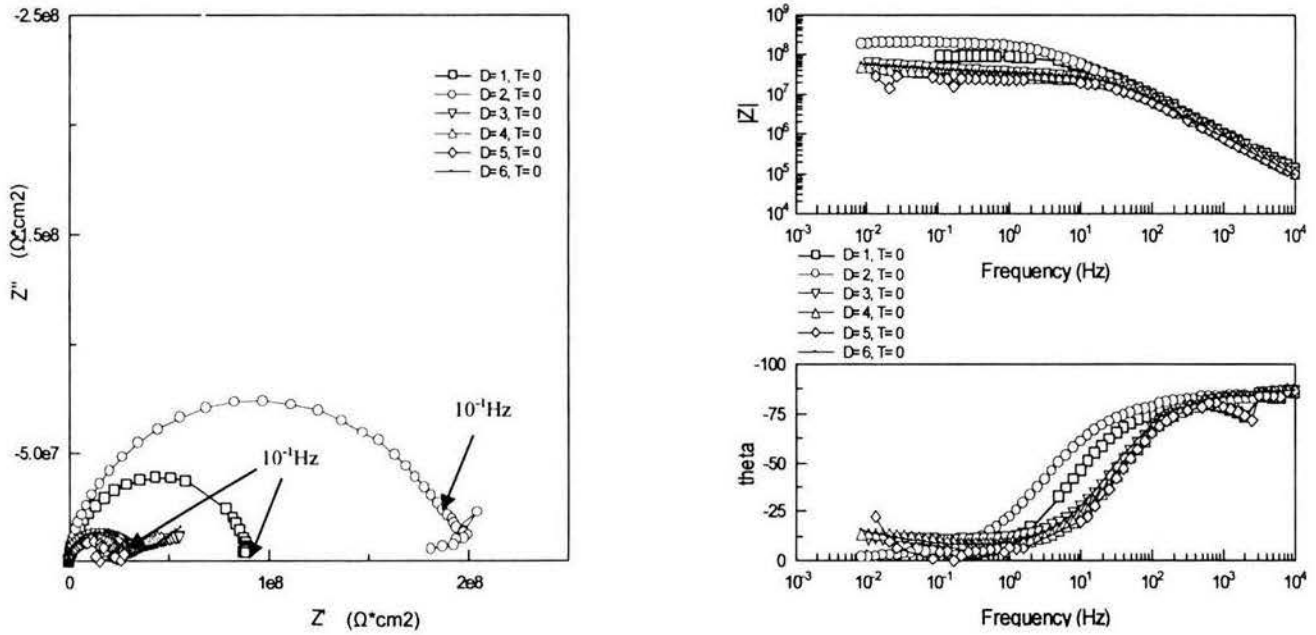 -2.5e8
D=1, T=0
D=2, T=0
D=3, T=0
D=4, T=0
D=5, T=0
D=6, T=0
Z'' (Ω*cm2)
.5e8
-5.0e7
10⁻¹Hz
10⁻¹Hz
0
1e8
2e8
Z' (Ω*cm2)
10⁹
10⁸
10⁷
10⁶
10⁵
10⁴
|Z|
10⁻³ 10⁻² 10⁻¹ 10⁰ 10¹ 10² 10³ 10⁴
Frequency (Hz)
D=1, T=0
D=2, T=0
D=3, T=0
D=4, T=0
D=5, T=0
D=6, T=0
-100
-75
-50
-25
0
theta
10⁻³ 10⁻² 10⁻¹ 10⁰ 10¹ 10² 10³ 10⁴
Frequency (Hz)